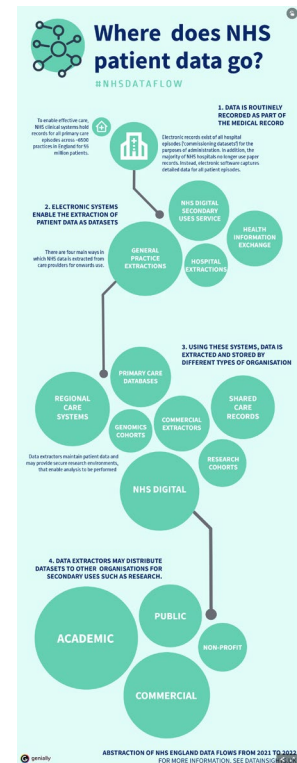 Where does NHS
patient data go?
#NHSDATAFLOW
1. DATA IS ROUTINELY
RECORDED AS PART OF
THE MEDICAL RECORD
To enable effective care,
NHS clinical systems hold
records for all primary care
episodes across ~6500
practices in England for 55
million patients.
Electronic records exist of all hospital
episodes ('commissioning datasets') for the
purposes of administration. In addition, the
majority of NHS hospitals no longer use paper
records. Instead, electronic software captures
detailed data for all patient episodes.
2. ELECTRONIC SYSTEMS
ENABLE THE EXTRACTION OF
PATIENT DATA AS DATASETS
There are four main ways in
which NHS data is extracted from
care providers for onwards use.
NHS DIGITAL
SECONDARY
USES SERVICE
HEALTH
INFORMATION
EXCHANGE
GENERAL
PRACTICE
EXTRACTIONS
HOSPITAL
EXTRACTIONS
3. USING THESE SYSTEMS, DATA IS
EXTRACTED AND STORED BY
DIFFERENT TYPES OF ORGANISATION
PRIMARY CARE
DATABASES
REGIONAL
CARE
SYSTEMS
SHARED
CARE
RECORDS
GENOMICS
COHORTS
COMMERCIAL
EXTRACTORS
RESEARCH
COHORTS
Data extractors maintain patient data and
may provide secure research environments,
that enable analysis to be performed
NHS DIGITAL
4. DATA EXTRACTORS MAY DISTRIBUTE
DATASETS TO OTHER ORGANISATIONS FOR
SECONDARY USES SUCH AS RESEARCH.
ACADEMIC
PUBLIC
NON-PROFIT
COMMERCIAL
ABSTRACTION OF NHS ENGLAND DATA FLOWS FROM 2021 TO 2022
FOR MORE INFORMATION, SEE
genially